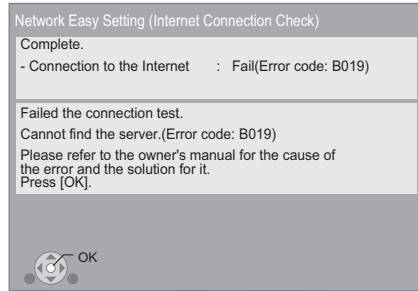 Network Easy Setting (Internet Connection Check)
Complete.
- Connection to the Internet : Fail(Error code: B019)
Failed the connection test.
Cannot find the server.(Error code: B019)
Please refer to the owner's manual for the cause of
the error and the solution for it.
Press [OK].
OK